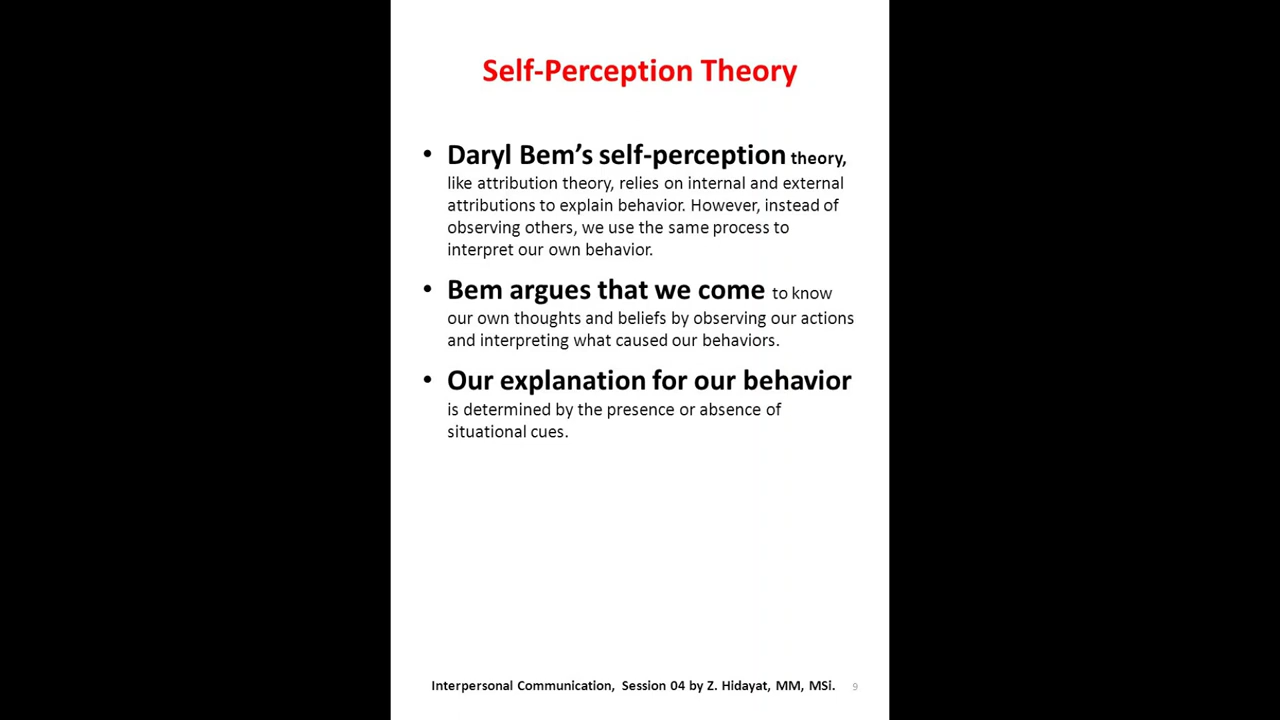 Self-Perception Theory
• Daryl Bem’s self-perception theory,
like attribution theory, relies on internal and external
attributions to explain behavior. However, instead of
observing others, we use the same process to
interpret our own behavior.
• Bem argues that we come to know
our own thoughts and beliefs by observing our actions
and interpreting what caused our behaviors.
• Our explanation for our behavior
is determined by the presence or absence of
situational cues.
Interpersonal Communication, Session 04 by Z. Hidayat, MM, MSi. 9